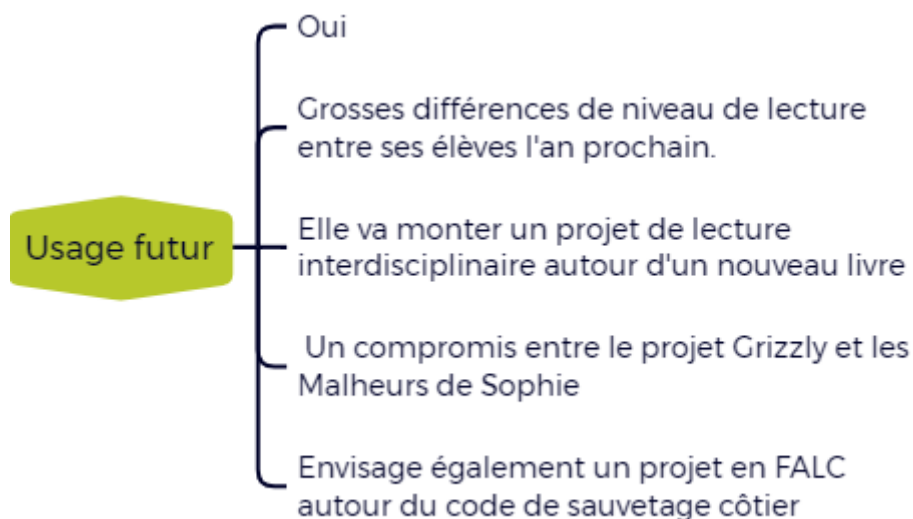 Oui
Grosses différences de niveau de lecture
entre ses élèves l'an prochain.
Usage futur
Elle va monter un projet de lecture
interdisciplinaire autour d'un nouveau livre
Un compromis entre le projet Grizzly et les
Malheurs de Sophie
Envisage également un projet en FALC
autour du code de sauvetage côtier